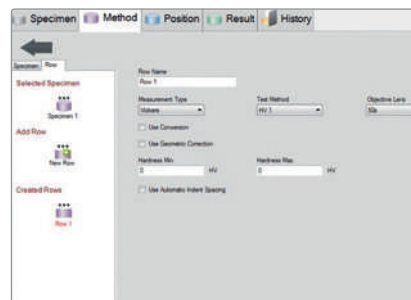 Specimen Method Position Result History
Specimen Row
Selected Specimen
Specimen 1
Add Row
New Row
Created Rows
Row 1
Row Name
Row 1
Measurement Type Test Method Objective Lens
Vickers HV 1 50x
Use Conversion
Use Geometric Correction
Hardness Min Hardness Max
0 HV 0 HV
Use Automatic Indent Spacing